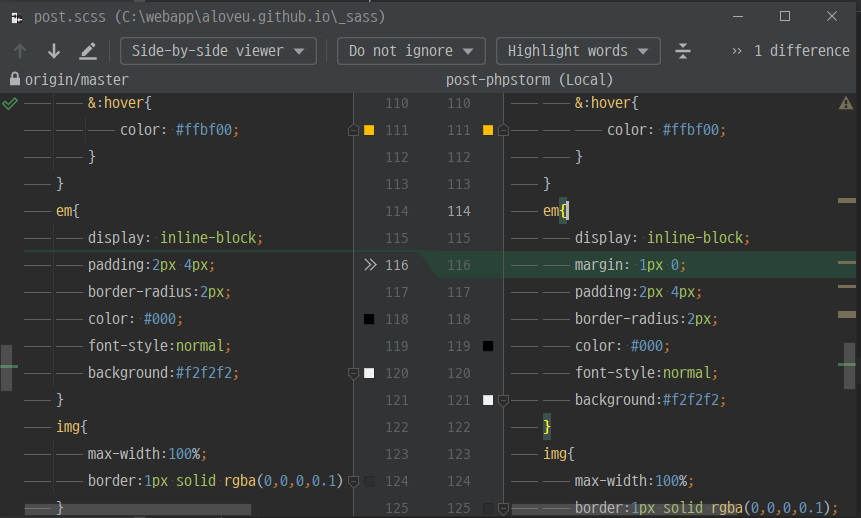 post.scss (C:\webapp\aloveu.github.io\_sass)
Side-by-side viewer Do not ignore Highlight words 1 difference
origin/master post-phpstorm (Local)
&:hover{ 110 110 &:hover{
color: #ffbf00; 111 111 color: #ffbf00;
} 112 112 }
} 113 113 }
em{ 114 114 em{
display: inline-block; 115 115 display: inline-block;
padding:2px 4px; 116 116 margin: 1px 0;
border-radius:2px; 117 117 padding:2px 4px;
color: #000; 118 118 border-radius:2px;
font-style:normal; 119 119 color: #000;
background:#f2f2f2; 120 120 font-style:normal;
} 121 121 background:#f2f2f2;
img{ 122 122 }
max-width:100%; 123 123 img{
border:1px solid rgba(0,0,0,0.1) 124 124 max-width:100%;
} 125 125 border:1px solid rgba(0,0,0,0.1);